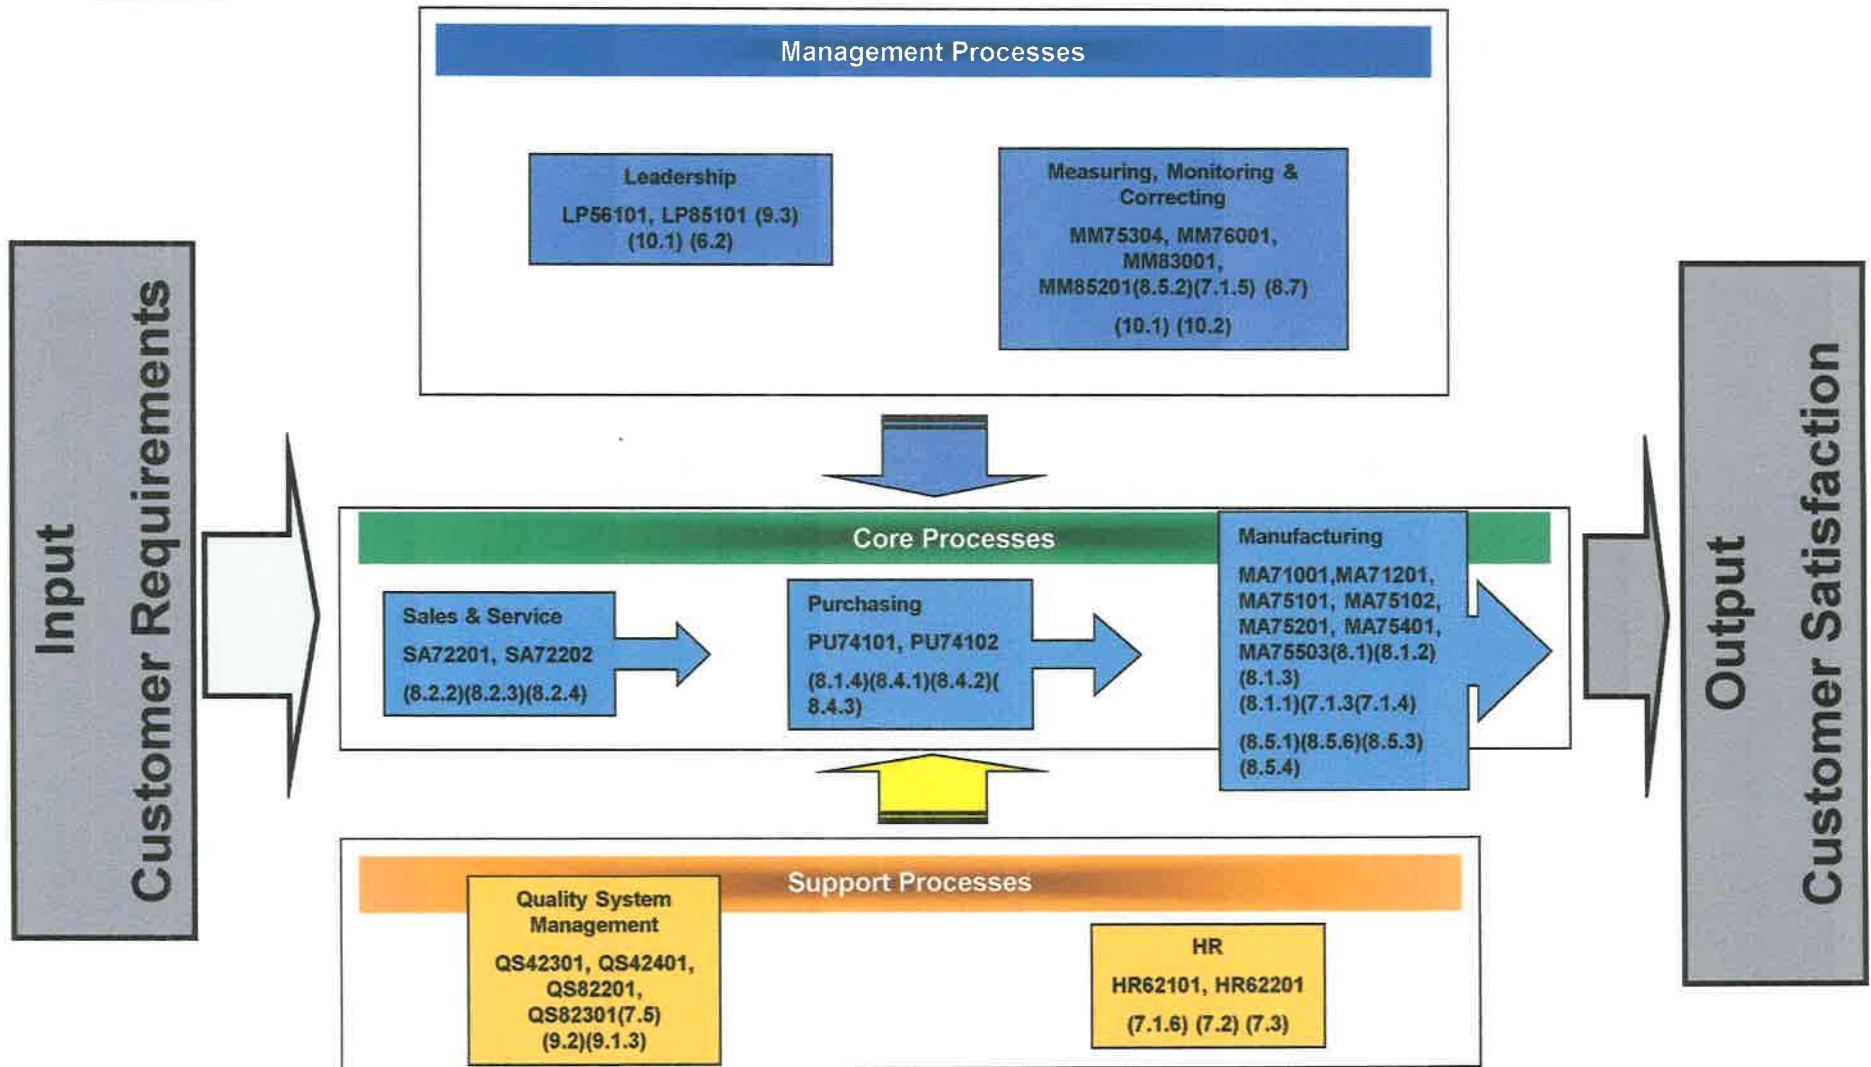 Management Processes
Leadership
LP56101, LP85101 (9.3)
(10.1) (6.2)
Measuring, Monitoring &
Correcting
MM75304, MM76001,
MM83001,
MM85201(8.5.2)(7.1.5) (8.7)
(10.1) (10.2)
Input
Customer Requirements
Core Processes
Sales & Service
SA72201, SA72202
(8.2.2)(8.2.3)(8.2.4)
Purchasing
PU74101, PU74102
(8.1.4)(8.4.1)(8.4.2)(
8.4.3)
Manufacturing
MA71001,MA71201,
MA75101, MA75102,
MA75201, MA75401,
MA75503(8.1)(8.1.2)
(8.1.3)
(8.1.1)(7.1.3(7.1.4)
(8.5.1)(8.5.6)(8.5.3)
(8.5.4)
Output
Customer Satisfaction
Support Processes
Quality System
Management
QS42301, QS42401,
QS82201,
QS82301(7.5)
(9.2)(9.1.3)
HR
HR62101, HR62201
(7.1.6) (7.2) (7.3)